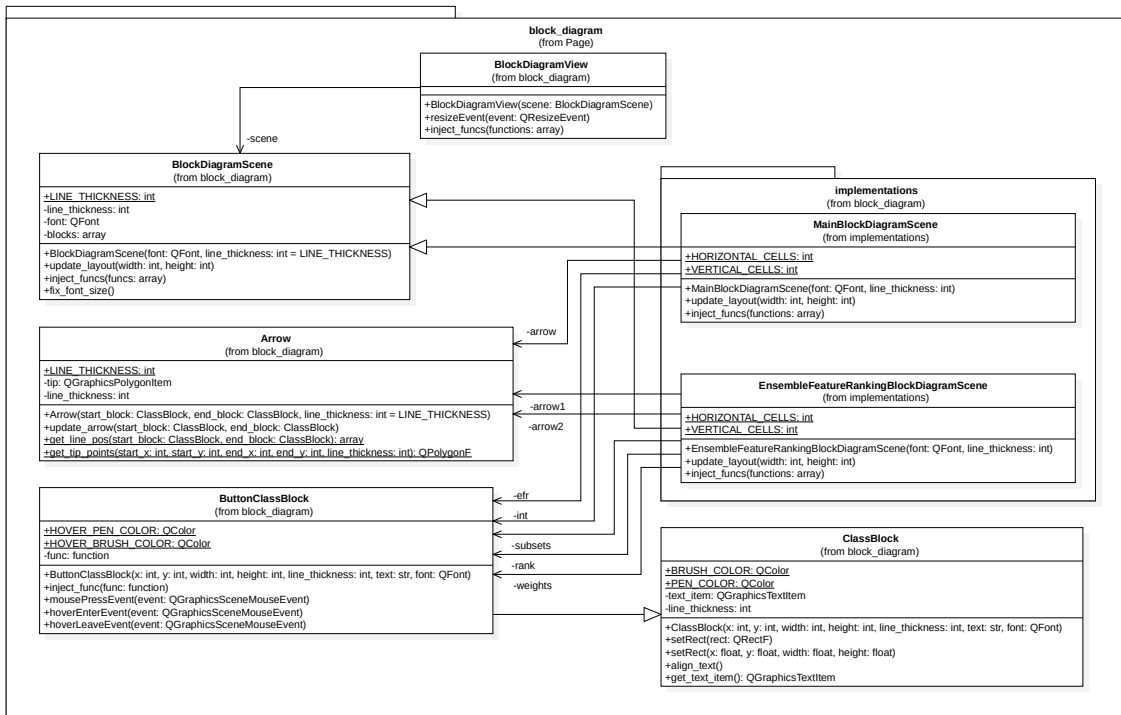 block_diagram
(from Page)
BlockDiagramView
(from block_diagram)
+BlockDiagramView(scene: BlockDiagramScene)
+resizeEvent(event: QResizeEvent)
+inject_funcs(functions: array)
-scene
BlockDiagramScene
(from block_diagram)
+LINE_THICKNESS: int
-line_thickness: int
-font: QFont
-blocks: array
+BlockDiagramScene(font: QFont, line_thickness: int = LINE_THICKNESS)
+update_layout(width: int, height: int)
+inject_funcs(funcs: array)
+fix_font_size()
implementations
(from block_diagram)
MainBlockDiagramScene
(from implementations)
+HORIZONTAL_CELLS: int
+VERTICAL_CELLS: int
+MainBlockDiagramScene(font: QFont, line_thickness: int)
+update_layout(width: int, height: int)
+inject_funcs(functions: array)
-arrow
Arrow
(from block_diagram)
+LINE_THICKNESS: int
-tip: QGraphicsPolygonItem
-line_thickness: int
+Arrow(start_block: ClassBlock, end_block: ClassBlock, line_thickness: int = LINE_THICKNESS)
+update_arrow(start_block: ClassBlock, end_block: ClassBlock)
+get_line_pos(start_block: ClassBlock, end_block: ClassBlock): array
+get_tip_points(start_x: int, start_y: int, end_x: int, end_y: int, line_thickness: int): QPolygonF
-arrow1
-arrow2
EnsembleFeatureRankingBlockDiagramScene
(from implementations)
+HORIZONTAL_CELLS: int
+VERTICAL_CELLS: int
+EnsembleFeatureRankingBlockDiagramScene(font: QFont, line_thickness: int)
+update_layout(width: int, height: int)
+inject_funcs(functions: array)
ButtonClassBlock
(from block_diagram)
+HOVER_PEN_COLOR: QColor
+HOVER_BRUSH_COLOR: QColor
-func: function
+ButtonClassBlock(x: int, y: int, width: int, height: int, line_thickness: int, text: str, font: QFont)
+inject_func(func: function)
+mousePressEvent(event: QGraphicsSceneMouseEvent)
+hoverEnterEvent(event: QGraphicsSceneMouseEvent)
+hoverLeaveEvent(event: QGraphicsSceneMouseEvent)
-efr
-int
-subsets
-rank
-weights
ClassBlock
(from block_diagram)
+BRUSH_COLOR: QColor
+PEN_COLOR: QColor
-text_item: QGraphicsTextItem
-line_thickness: int
+ClassBlock(x: int, y: int, width: int, height: int, line_thickness: int, text: str, font: QFont)
+setRect(rect: QRectF)
+setRect(x: float, y: float, width: float, height: float)
+align_text()
+get_text_item(): QGraphicsTextItem